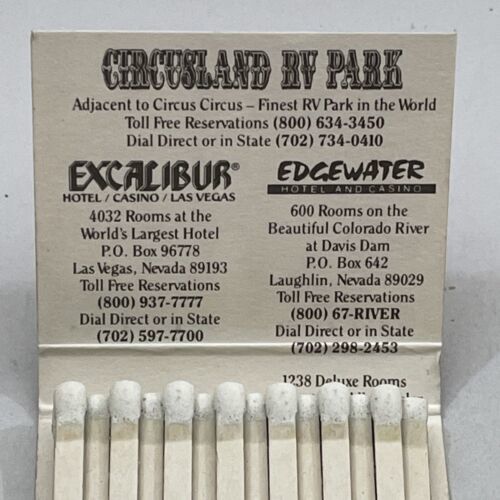 CIRCUSLAND RV PARK
Adjacent to Circus Circus – Finest RV Park in the World
Toll Free Reservations (800) 634-3450
Dial Direct or in State (702) 734-0410
EXCALIBUR®
HOTEL / CASINO / LAS VEGAS
4032 Rooms at the
World's Largest Hotel
P.O. Box 96778
Las Vegas, Nevada 89193
Toll Free Reservations
(800) 937-7777
Dial Direct or in State
(702) 597-7700
EDGEWATER
HOTEL AND CASINO
600 Rooms on the
Beautiful Colorado River
at Davis Dam
P.O. Box 642
Laughlin, Nevada 89029
Toll Free Reservations
(800) 67-RIVER
Dial Direct or in State
(702) 298-2453
1238 Deluxe Rooms